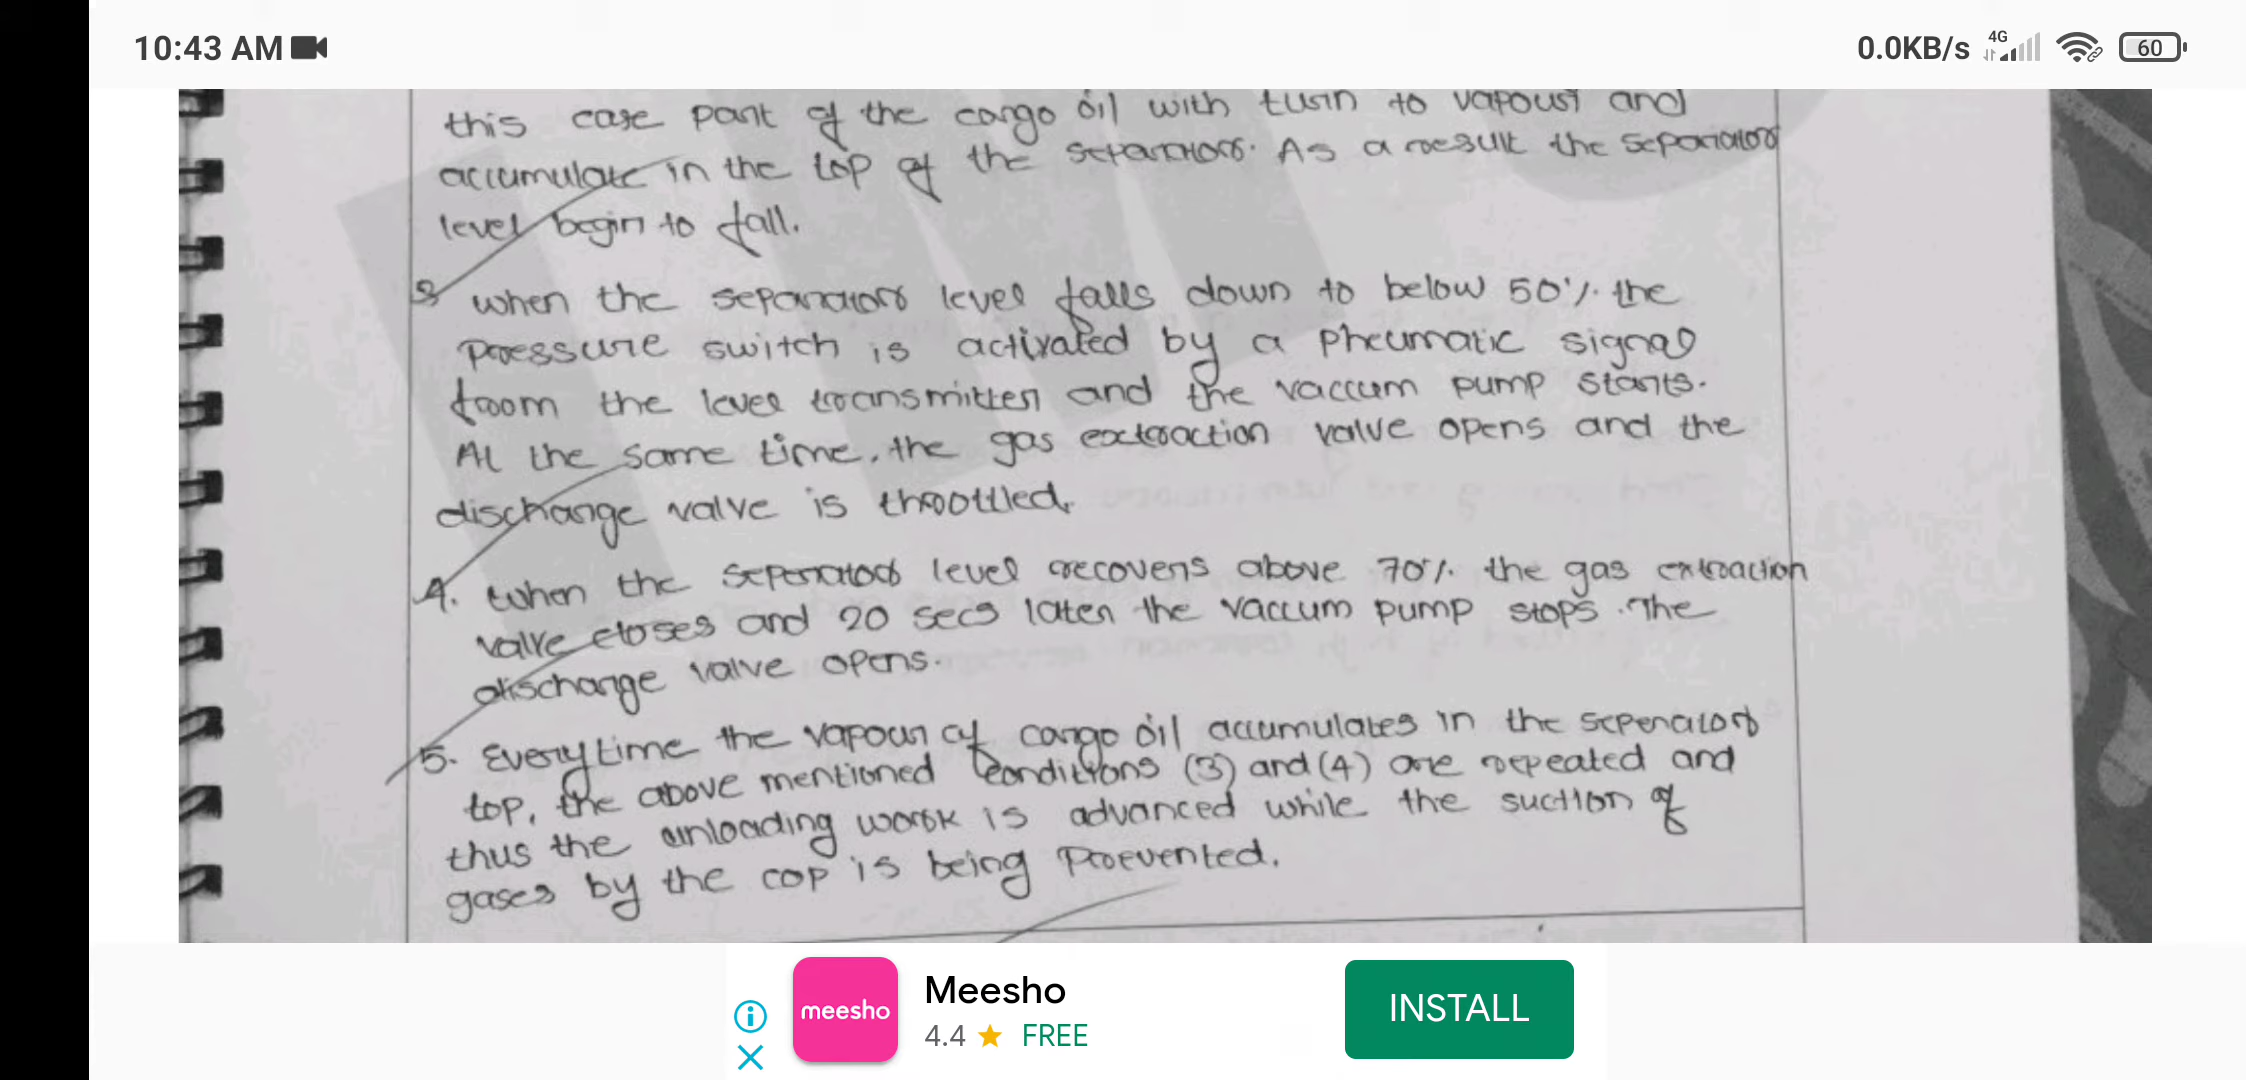 10:43 AM
0.0KB/s 4G 60
this case part of the cargo oil with turn to vapour and
accumulate in the top of the separator. As a result the separator
level begin to fall.
3 when the separator level falls down to below 50% the
pressure switch is activated by a pneumatic signal
from the level transmitter and the vaccum pump starts.
At the same time, the gas extraction valve opens and the
discharge valve is throttled.
4. When the seperator level recovers above 70% the gas extraction
valve closes and 20 secs later the vaccum pump stops. The
discharge valve opens.
5. Everytime the vapour of cargo oil accumulates in the seperator
top, the above mentioned conditions (3) and (4) are repeated and
thus the unloading work is advanced while the suction of
gases by the cop is being prevented.
meesho
Meesho
4.4 ★ FREE
INSTALL